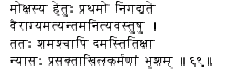 मोक्षस्य हेतुः प्रथमो निगद्यते
वैराग्यमत्यन्तमनित्यवस्तुषु ।
ततः शमश्चापि दमस्तितिक्षा
न्यासः प्रसक्ताखिलकर्मणां भृशम् ॥ ६९॥